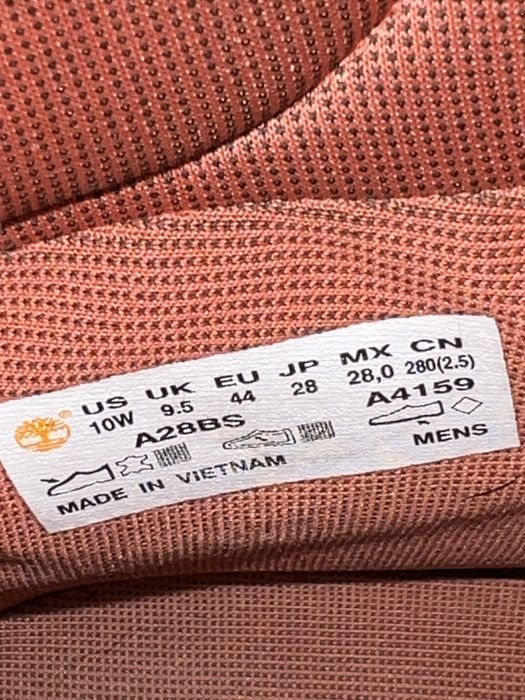 US UK EU JP MX CN
10W 9.5 44 28 28,0 280(2.5)
A28BS A4159
MENS
MADE IN VIETNAM
®